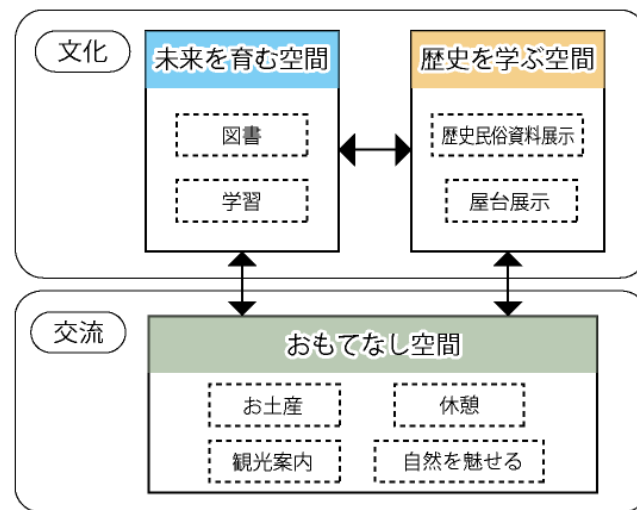 文化
未来を育む空間
図書
学習
歴史を学ぶ空間
歴史民俗資料展示
屋台展示
交流
おもてなし空間
お土産
休憩
観光案内
自然を魅せる